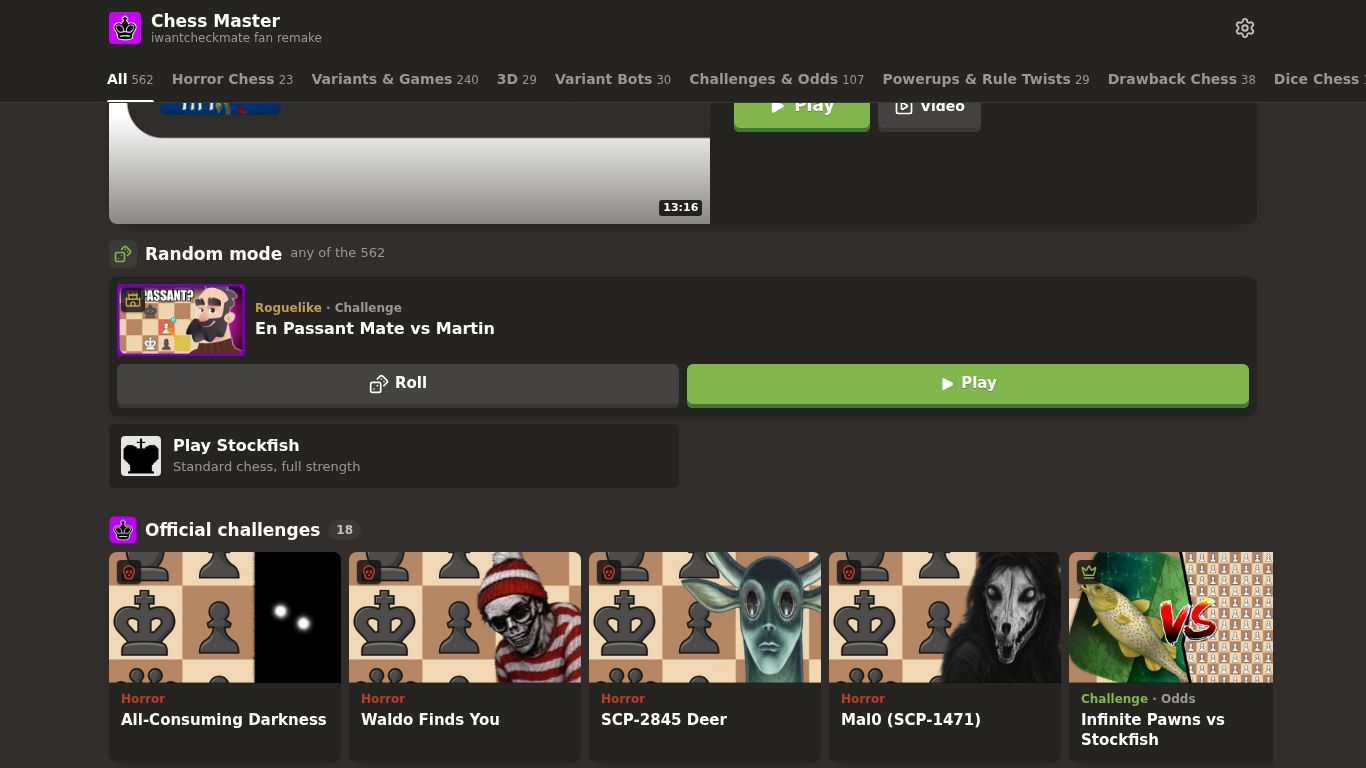 Chess Master
iwantcheckmate fan remake
All 562 Horror Chess 23 Variants & Games 240 3D 29 Variant Bots 30 Challenges & Odds 107 Powerups & Rule Twists 29 Drawback Chess 38 Dice Chess
Play Video
13:16
Random mode any of the 562
PASSANT?
Roguelike · Challenge
En Passant Mate vs Martin
Roll Play
Play Stockfish
Standard chess, full strength
Official challenges 18
VS
Horror
All-Consuming Darkness
Horror
Waldo Finds You
Horror
SCP-2845 Deer
Horror
Mal0 (SCP-1471)
Challenge · Odds
Infinite Pawns vs
Stockfish